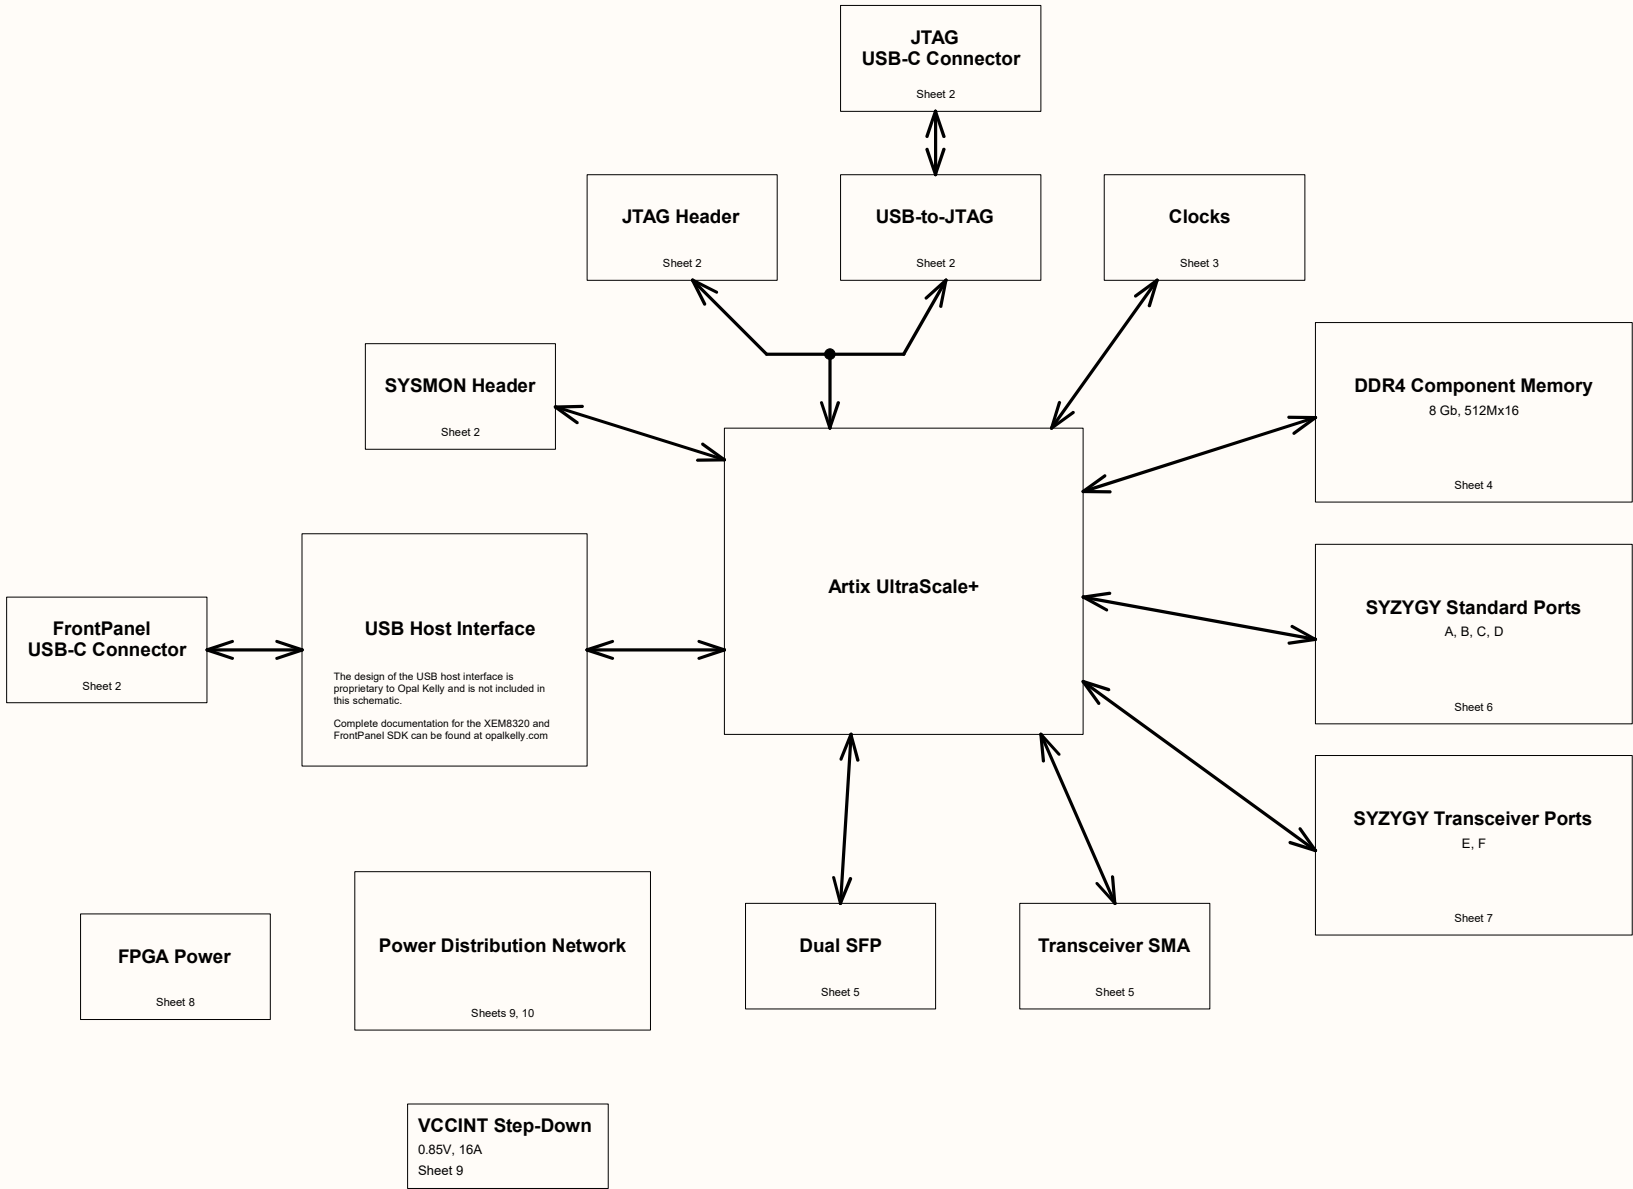 JTAG
USB-C Connector
Sheet 2
JTAG Header
Sheet 2
USB-to-JTAG
Sheet 2
Clocks
Sheet 3
SYSMON Header
Sheet 2
DDR4 Component Memory
8 Gb, 512Mx16
Sheet 4
Artix UltraScale+
FrontPanel
USB-C Connector
Sheet 2
USB Host Interface
The design of the USB host interface is
proprietary to Opal Kelly and is not included in
this schematic.
Complete documentation for the XEM8320 and
FrontPanel SDK can be found at opalkelly.com
SYZYGY Standard Ports
A, B, C, D
Sheet 6
SYZYGY Transceiver Ports
E, F
Sheet 7
FPGA Power
Sheet 8
Power Distribution Network
Sheets 9, 10
Dual SFP
Sheet 5
Transceiver SMA
Sheet 5
VCCINT Step-Down
0.85V, 16A
Sheet 9